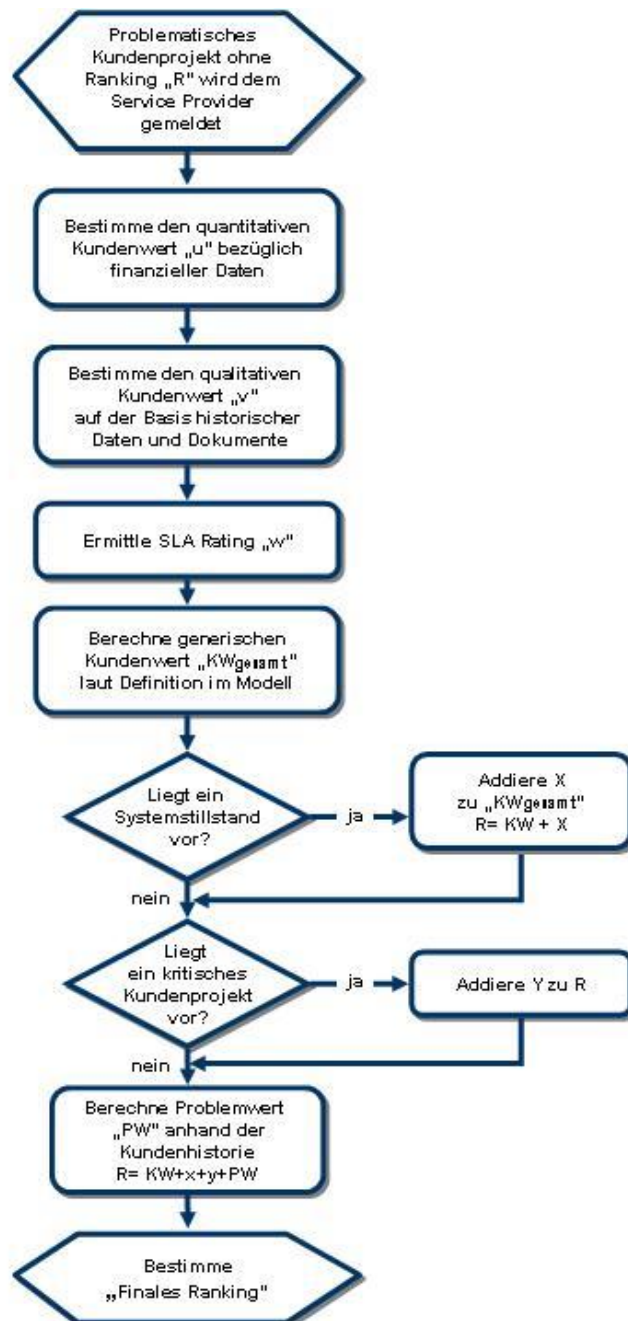 Problematisches
Kundenprojekt ohne
Ranking „R" wird dem
Service Provider
gemeldet
Bestimme den quantitativen
Kundenwert „u" bezüglich
finanzieller Daten
Bestimme den qualitativen
Kundenwert „v"
auf der Basis historischer
Daten und Dokumente
Ermittle SLA Rating „w"
Berechne generischen
Kundenwert „KWgesamt"
laut Definition im Modell
Liegt ein
Systemstillstand
vor?
ja
Addiere X
zu „KWgesamt"
R= KW + X
nein
Liegt
ein kritisches
Kundenprojekt
vor?
ja
Addiere Y zu R
nein
Berechne Problemwert
„PW" anhand der
Kundenhistorie
R= KW+x+y+PW
Bestimme
„Finales Ranking"